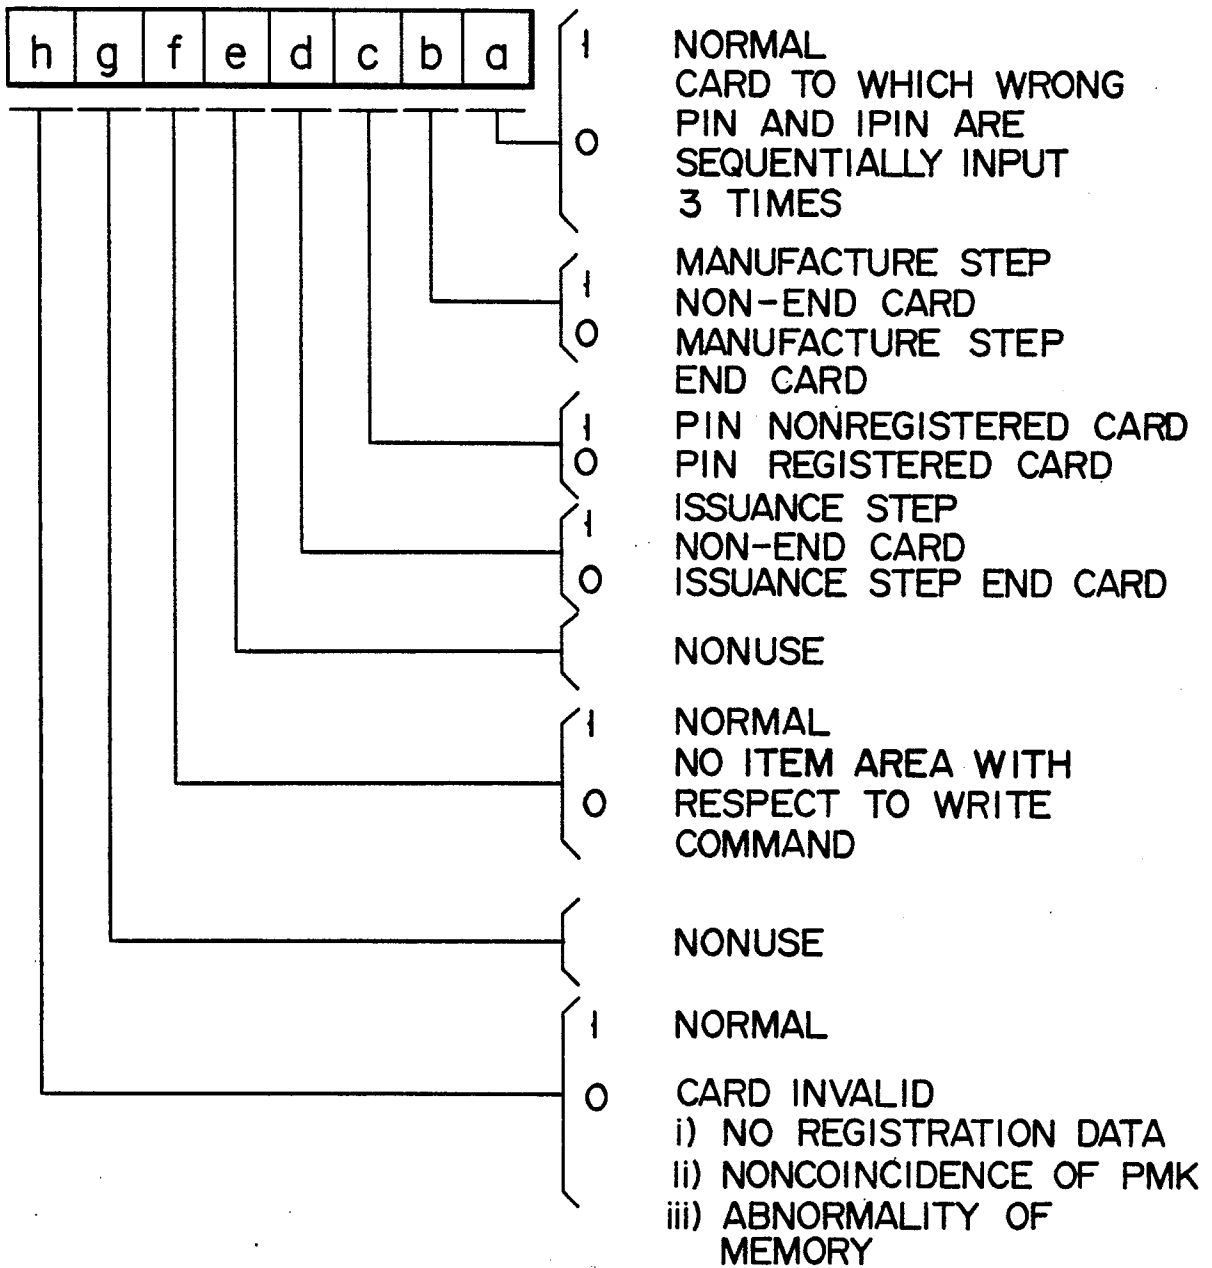 h g f e d c b a
1 NORMAL
CARD TO WHICH WRONG
PIN AND IPIN ARE
0
SEQUENTIALLY INPUT
3 TIMES
MANUFACTURE STEP
1
NON-END CARD
0
MANUFACTURE STEP
END CARD
1 PIN NONREGISTERED CARD
0 PIN REGISTERED CARD
ISSUANCE STEP
1
NON-END CARD
0 ISSUANCE STEP END CARD
NONUSE
1 NORMAL
NO ITEM AREA WITH
0 RESPECT TO WRITE
COMMAND
NONUSE
1 NORMAL
0 CARD INVALID
i) NO REGISTRATION DATA
ii) NONCOINCIDENCE OF PMK
iii) ABNORMALITY OF
MEMORY